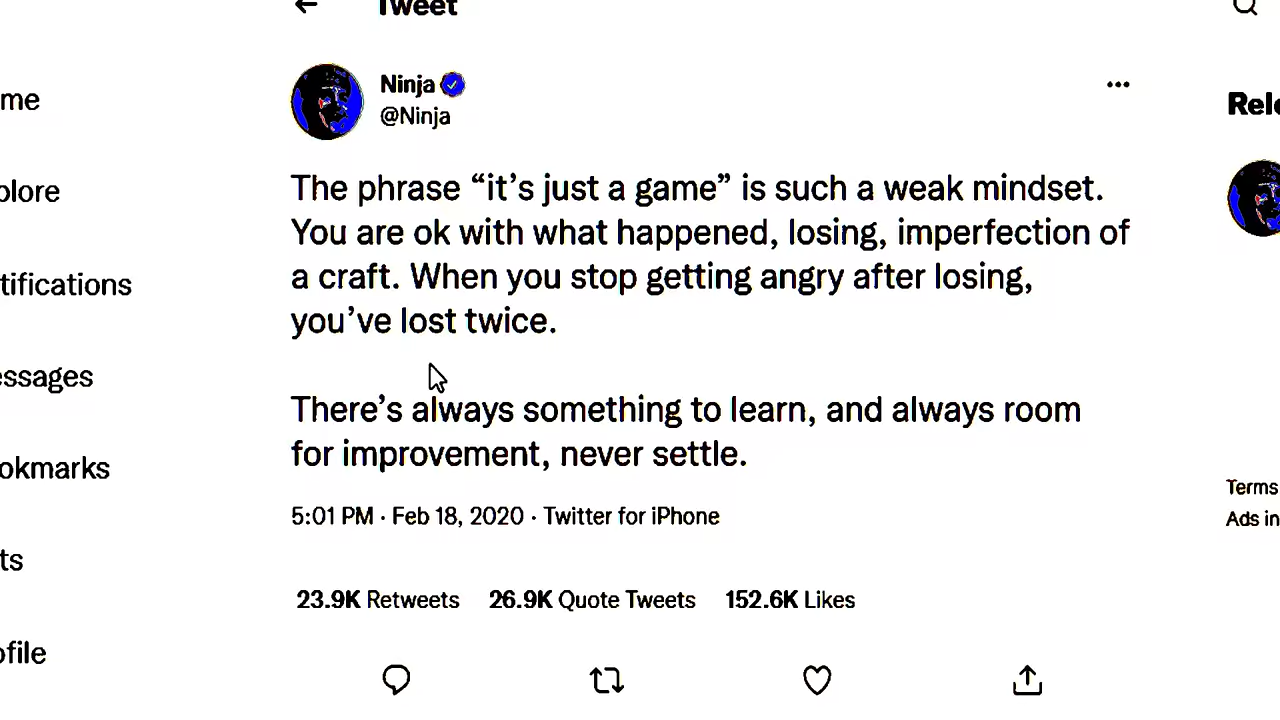 Tweet
Ninja
@Ninja
The phrase “it’s just a game” is such a weak mindset.
You are ok with what happened, losing, imperfection of
a craft. When you stop getting angry after losing,
you’ve lost twice.
There’s always something to learn, and always room
for improvement, never settle.
5:01 PM · Feb 18, 2020 · Twitter for iPhone
23.9K Retweets 26.9K Quote Tweets 152.6K Likes
me
plore
tifications
essages
okmarks
ts
ofile
Rele
Terms
Ads in